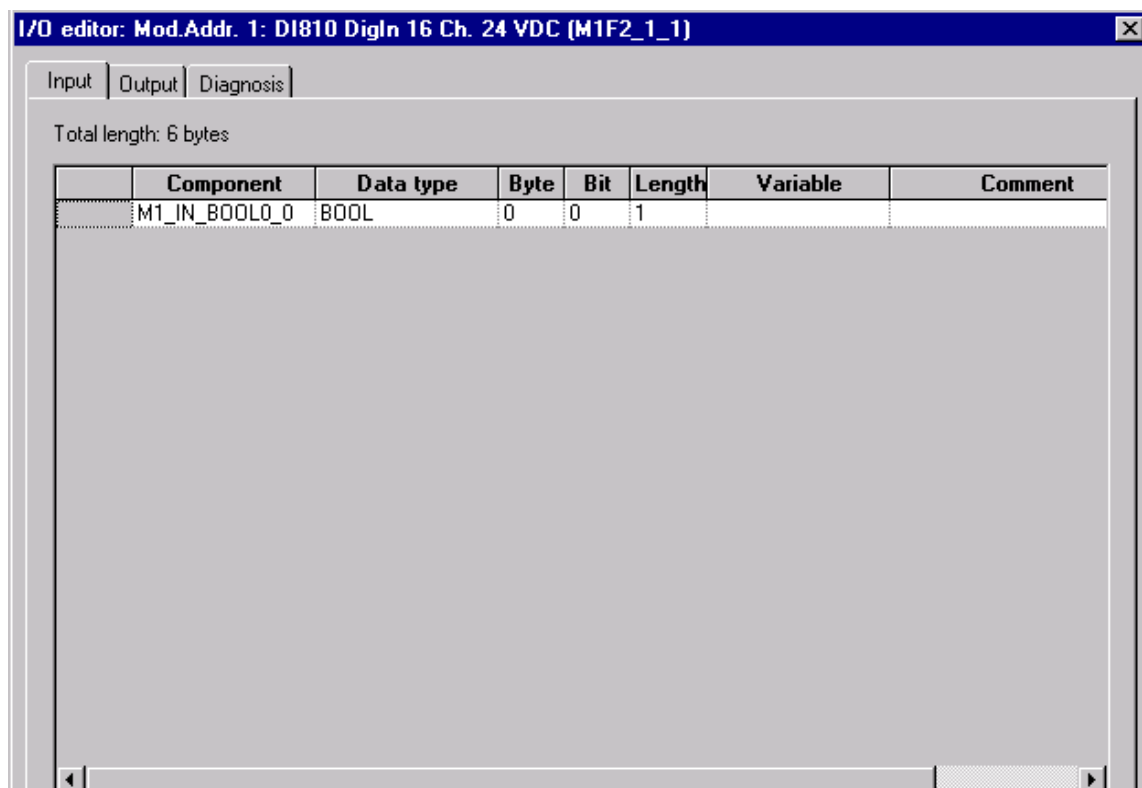 I/O editor: Mod.Addr. 1: DI810 DigIn 16 Ch. 24 VDC (M1F2_1_1)
Input Output Diagnosis
Total length: 6 bytes
Component Data type Byte Bit Length Variable Comment
M1_IN_BOOL0_0 BOOL 0 0 1